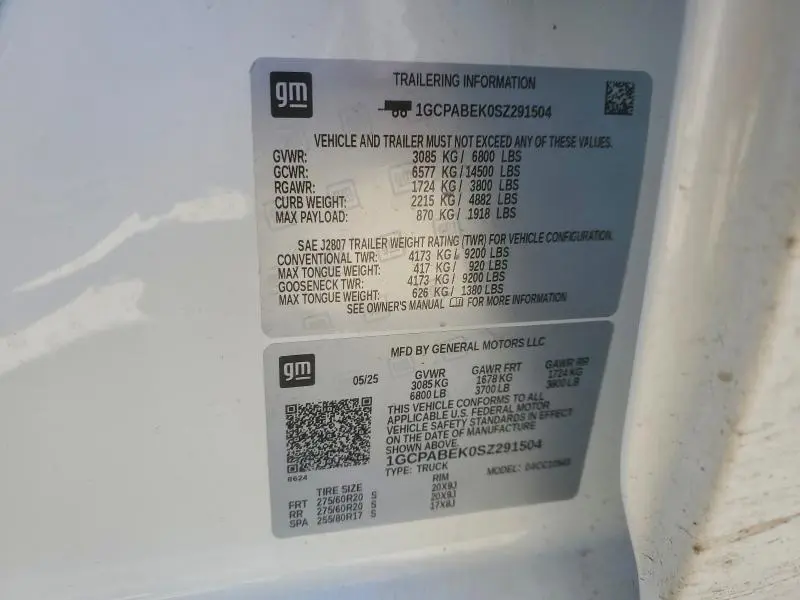 gm
TRAILERING INFORMATION
1GCPABEK0SZ291504
VEHICLE AND TRAILER MUST NOT EXCEED ANY OF THESE VALUES.
GVWR: 3085 KG / 6800 LBS
GCWR: 6577 KG / 14500 LBS
RGAWR: 1724 KG / 3800 LBS
CURB WEIGHT: 2215 KG / 4882 LBS
MAX PAYLOAD: 870 KG / 1918 LBS
SAE J2807 TRAILER WEIGHT RATING (TWR) FOR VEHICLE CONFIGURATION.
CONVENTIONAL TWR: 4173 KG / 9200 LBS
MAX TONGUE WEIGHT: 417 KG / 920 LBS
GOOSENECK TWR: 4173 KG / 9200 LBS
MAX TONGUE WEIGHT: 626 KG / 1380 LBS
SEE OWNER'S MANUAL FOR MORE INFORMATION
gm
MFD BY GENERAL MOTORS LLC
05/25 GVWR GAWR FRT GAWR RR
3085 KG 1678 KG 1724 KG
6800 LB 3700 LB 3800 LB
THIS VEHICLE CONFORMS TO ALL
APPLICABLE U.S. FEDERAL MOTOR
VEHICLE SAFETY STANDARDS IN EFFECT
ON THE DATE OF MANUFACTURE
SHOWN ABOVE.
1GCPABEK0SZ291504
TYPE: TRUCK MODEL:
8624
TIRE SIZE RIM
FRT 275/60R20 S 20X9J
RR 275/60R20 S 20X9J
SPA 255/80R17 S 17X8J